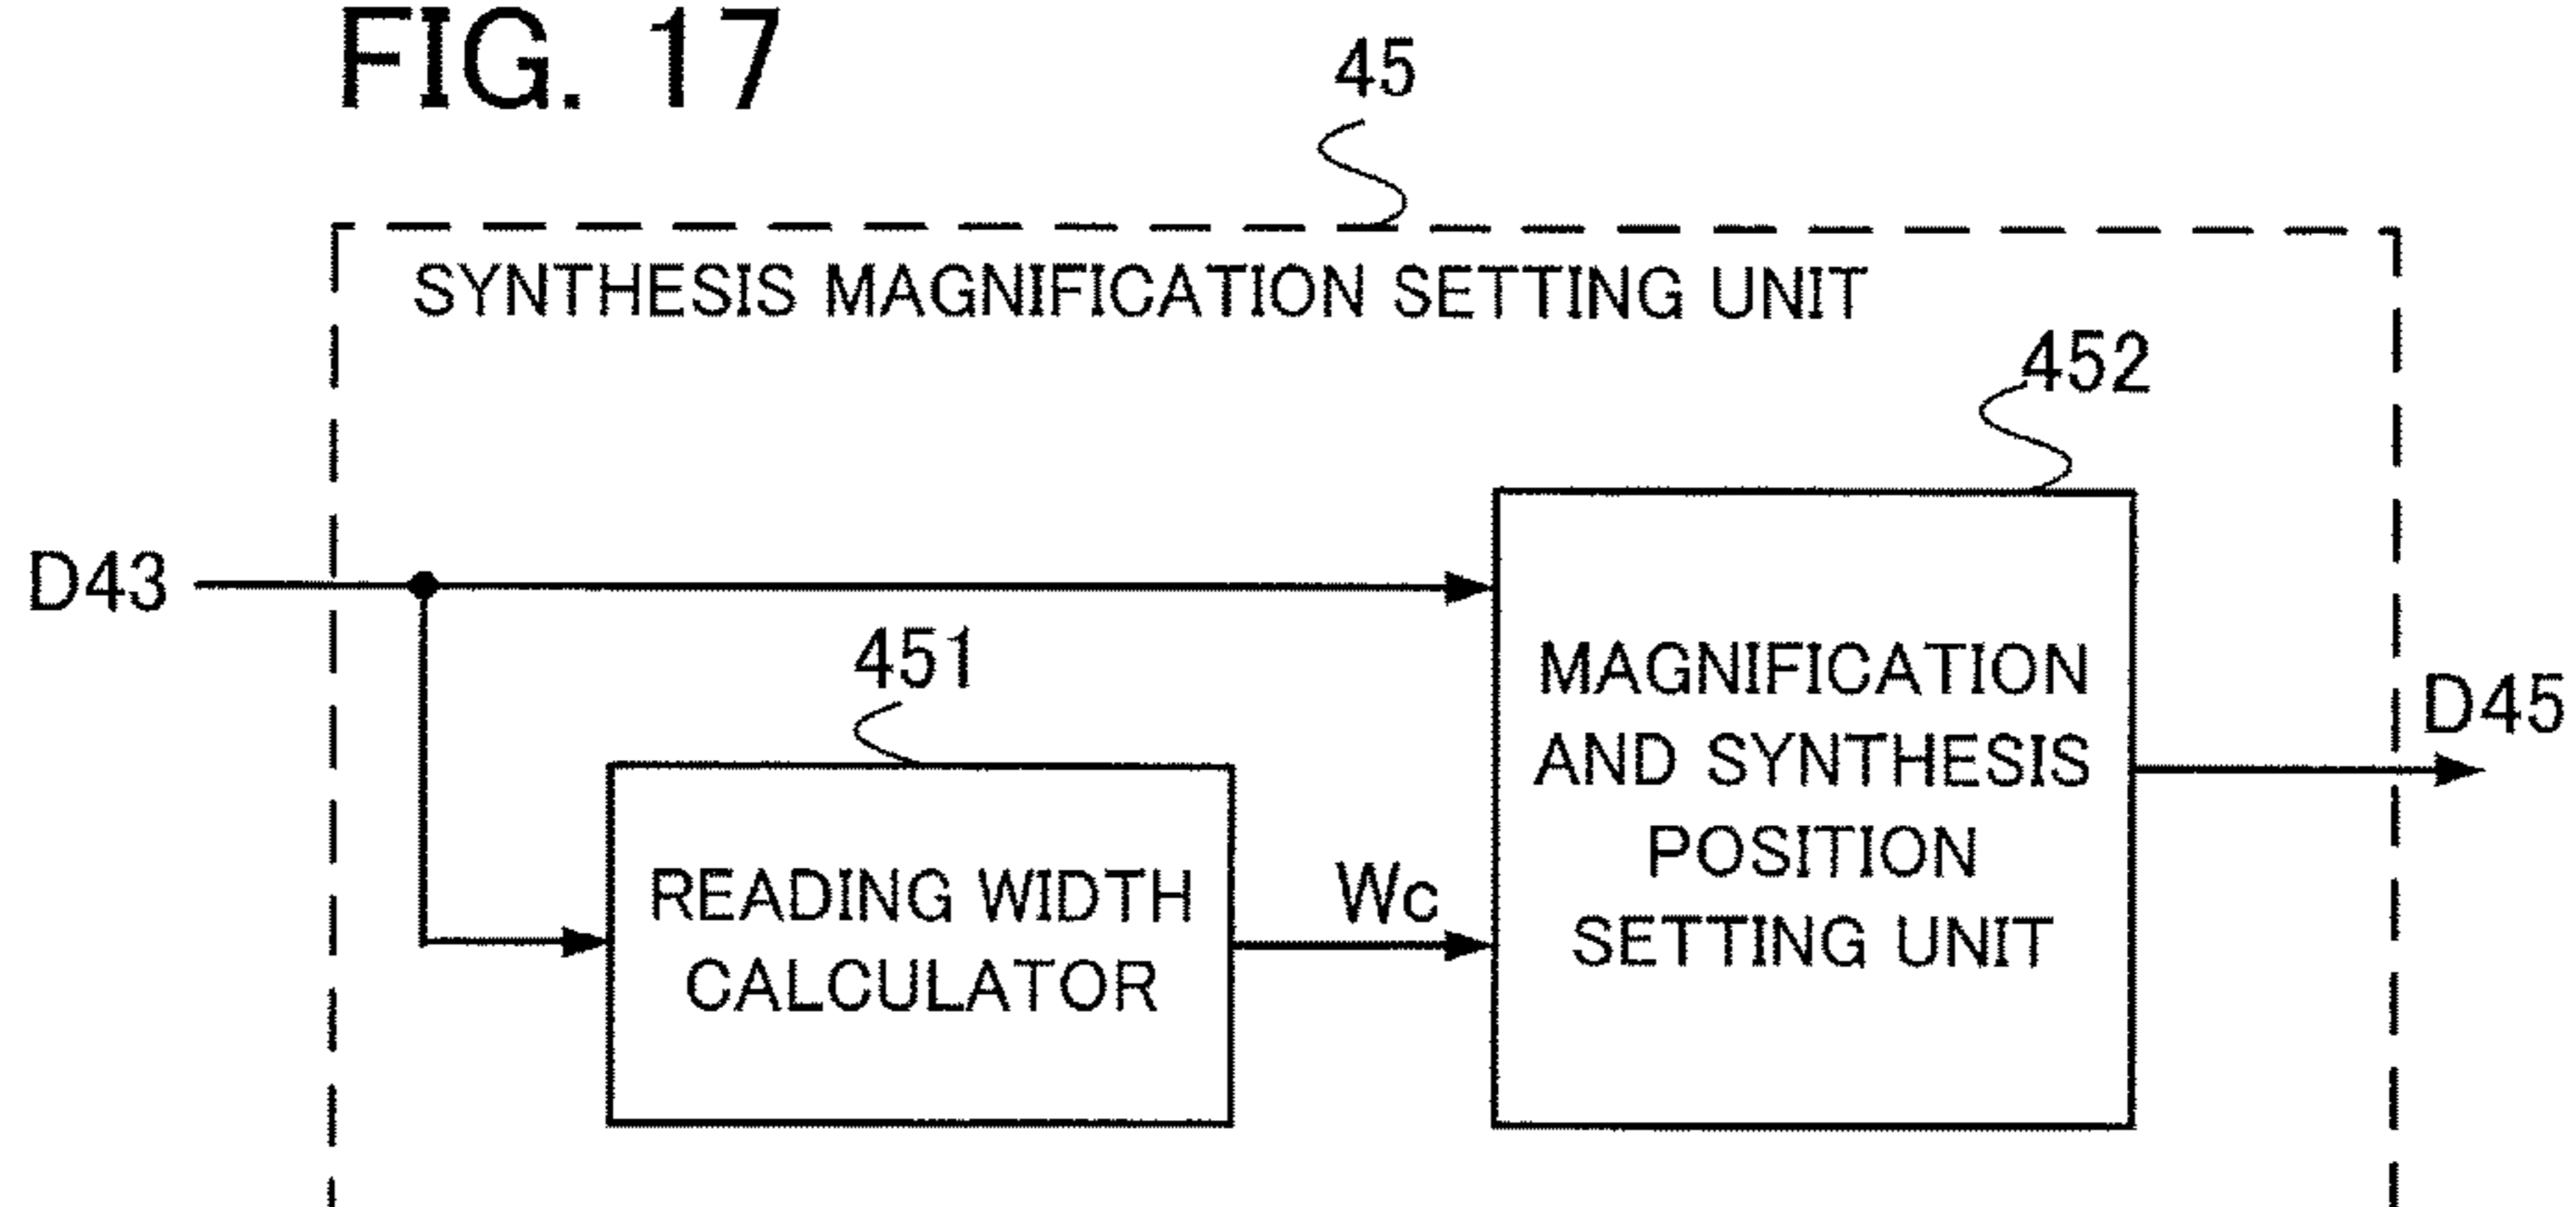 FIG. 17
45
SYNTHESIS MAGNIFICATION SETTING UNIT
452
D43
451
MAGNIFICATION
AND SYNTHESIS
POSITION
SETTING UNIT
D45
READING WIDTH
CALCULATOR
Wc